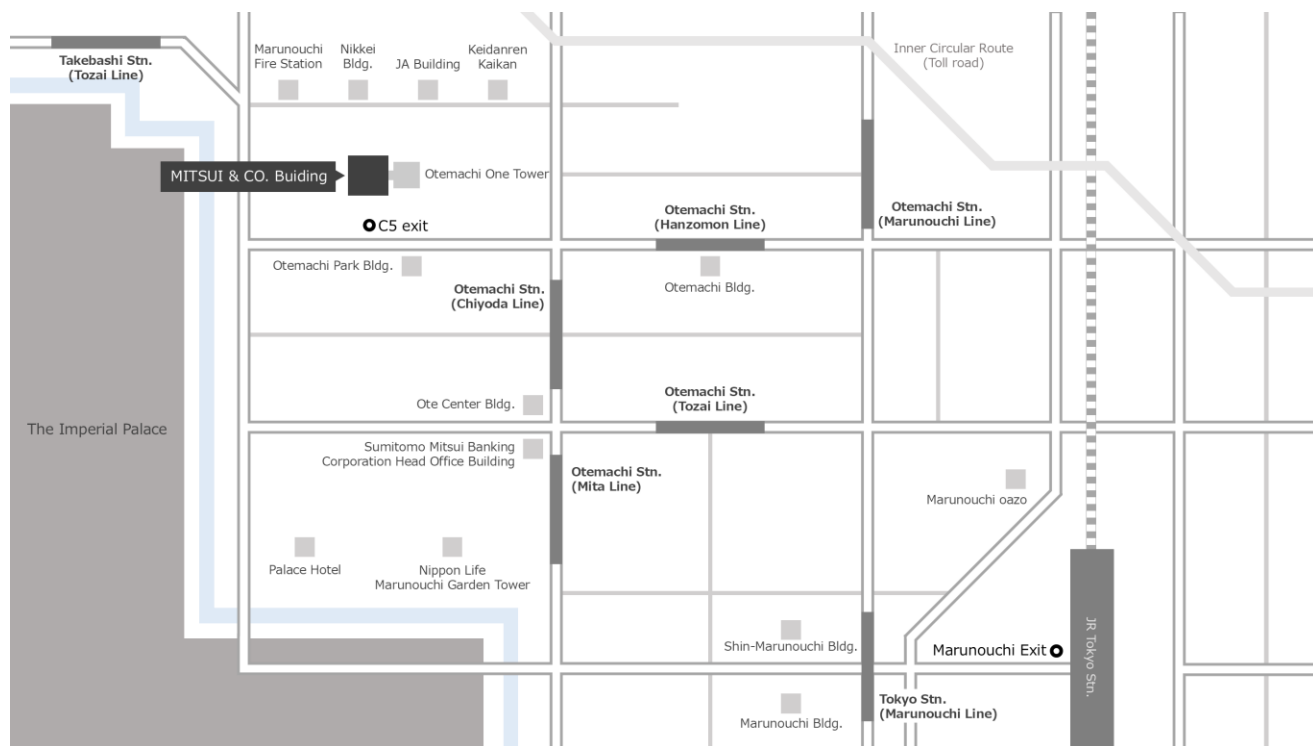 Marunouchi
Fire Station
Nikkei
Bldg.
JA Building
Keidanren
Kaikan
Inner Circular Route
(Toll road)
Takebashi Stn.
(Tozai Line)
MITSUI & CO. Buiding
Otemachi One Tower
C5 exit
Otemachi Stn.
(Hanzomon Line)
Otemachi Stn.
(Marunouchi Line)
Otemachi Park Bldg.
Otemachi Stn.
(Chiyoda Line)
Otemachi Bldg.
Ote Center Bldg.
Otemachi Stn.
(Tozai Line)
The Imperial Palace
Sumitomo Mitsui Banking
Corporation Head Office Building
Otemachi Stn.
(Mita Line)
Marunouchi oazo
Palace Hotel
Nippon Life
Marunouchi Garden Tower
Shin-Marunouchi Bldg.
Marunouchi Exit
JR Tokyo Stn.
Marunouchi Bldg.
Tokyo Stn.
(Marunouchi Line)